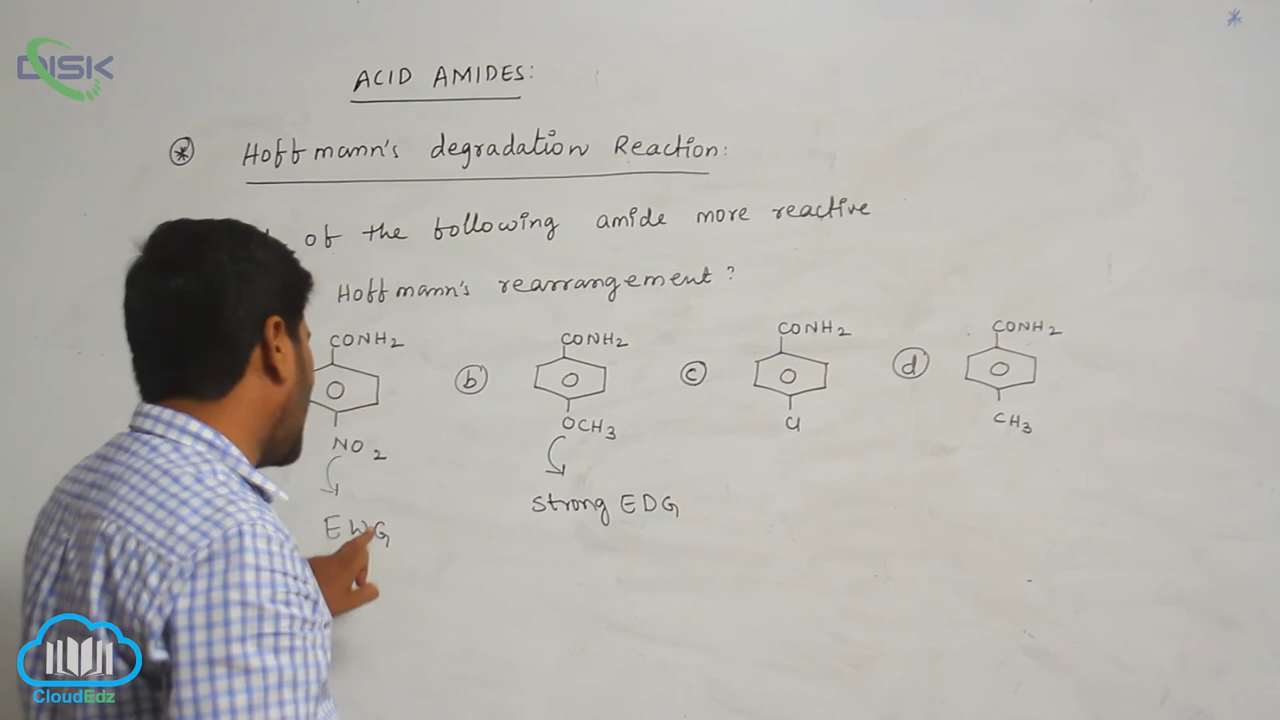 DISK
*
ACID AMIDES:
* Hoffmann's degradation Reaction:
of the following amide more reactive
Hoffmann's rearrangement?
CONH2 CONH2 CONH2 CONH2
b c d
NO2 OCH3 Cl CH3
EWG strong EDG
CloudEdz